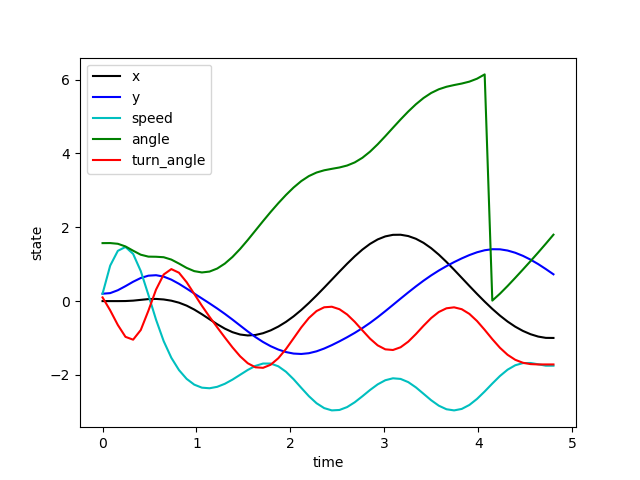 x
y
speed
angle
turn_angle
6
4
2
0
−2
state
0 1 2 3 4 5
time